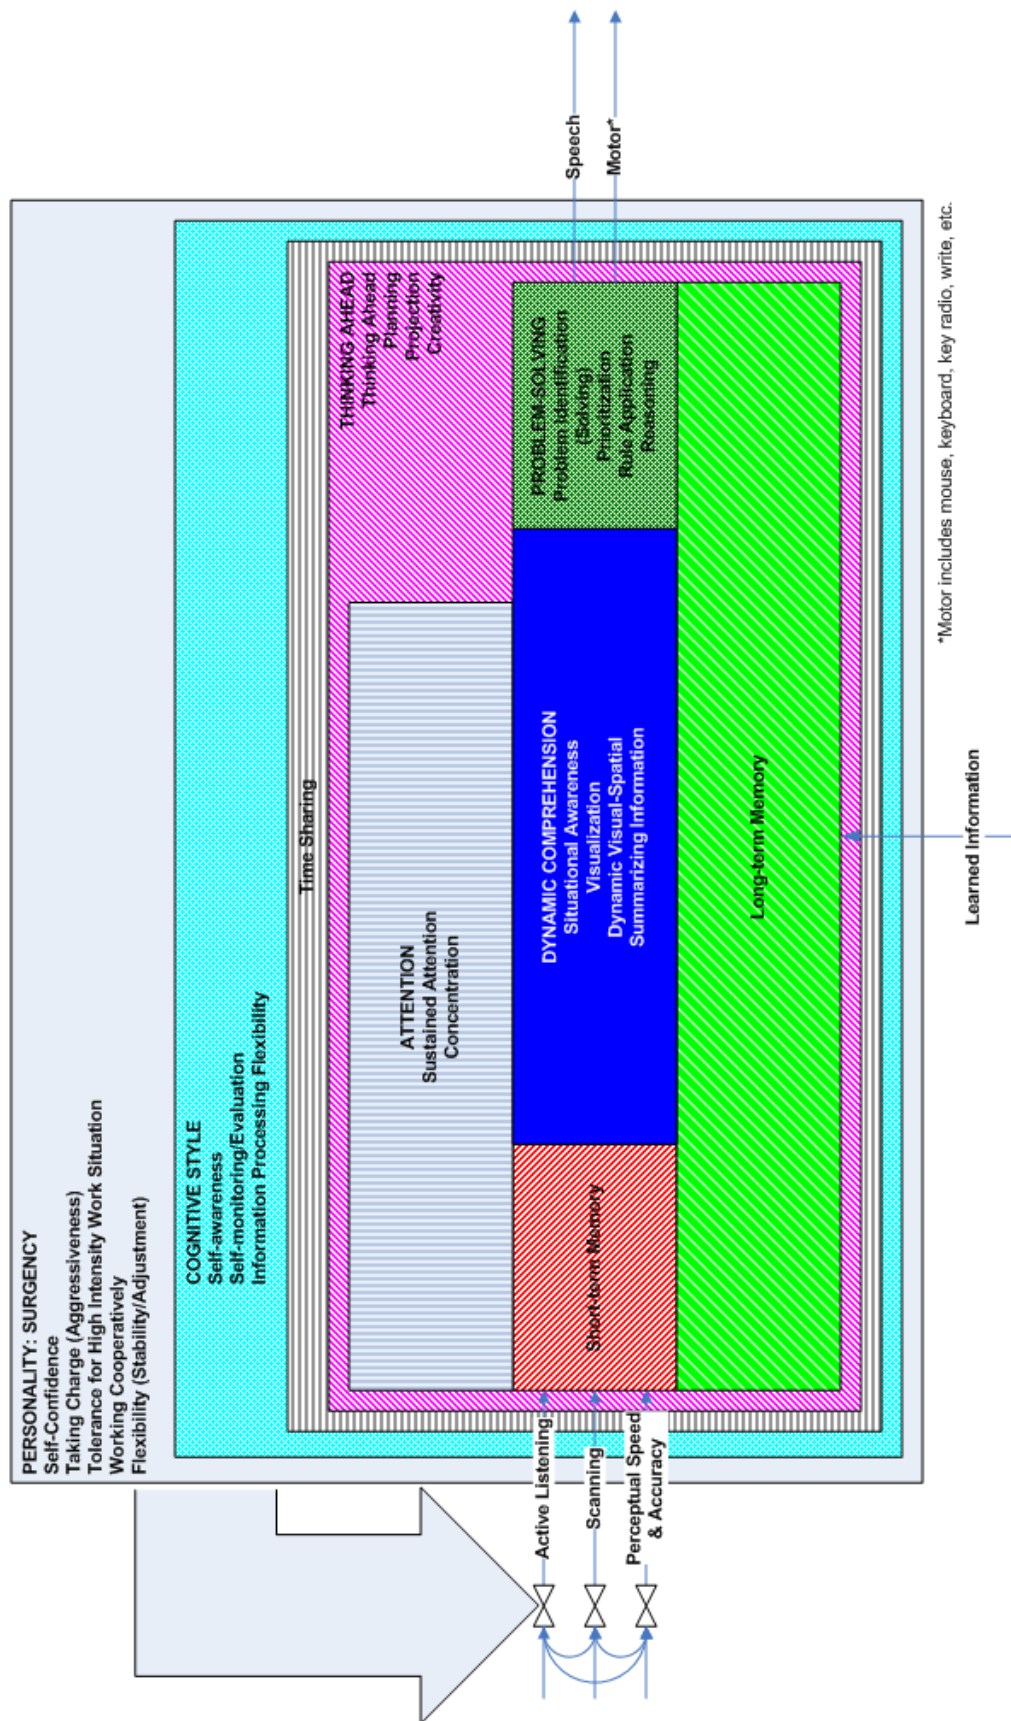 PERSONALITY: SURGENCY
Self-Confidence
Taking Charge (Aggressiveness)
Tolerance for High Intensity Work Situation
Working Cooperatively
Flexibility (Stability/Adjustment)
COGNITIVE STYLE
Self-awareness
Self-monitoring/Evaluation
Information Processing Flexibility
Time Sharing
THINKING AHEAD
Thinking Ahead
Planning
Projection
Creativity
ATTENTION
Sustained Attention
Concentration
Active Listening
Scanning
Perceptual Speed
& Accuracy
Short-term Memory
DYNAMIC COMPREHENSION
Situational Awareness
Visualization
Dynamic Visual-Spatial
Summarizing Information
PROBLEM-SOLVING
Problem Identification
(Solving)
Prioritization
Rule Application
Reasoning
Speech
Motor*
Long-term Memory
*Motor includes mouse, keyboard, key radio, write, etc.
Learned Information